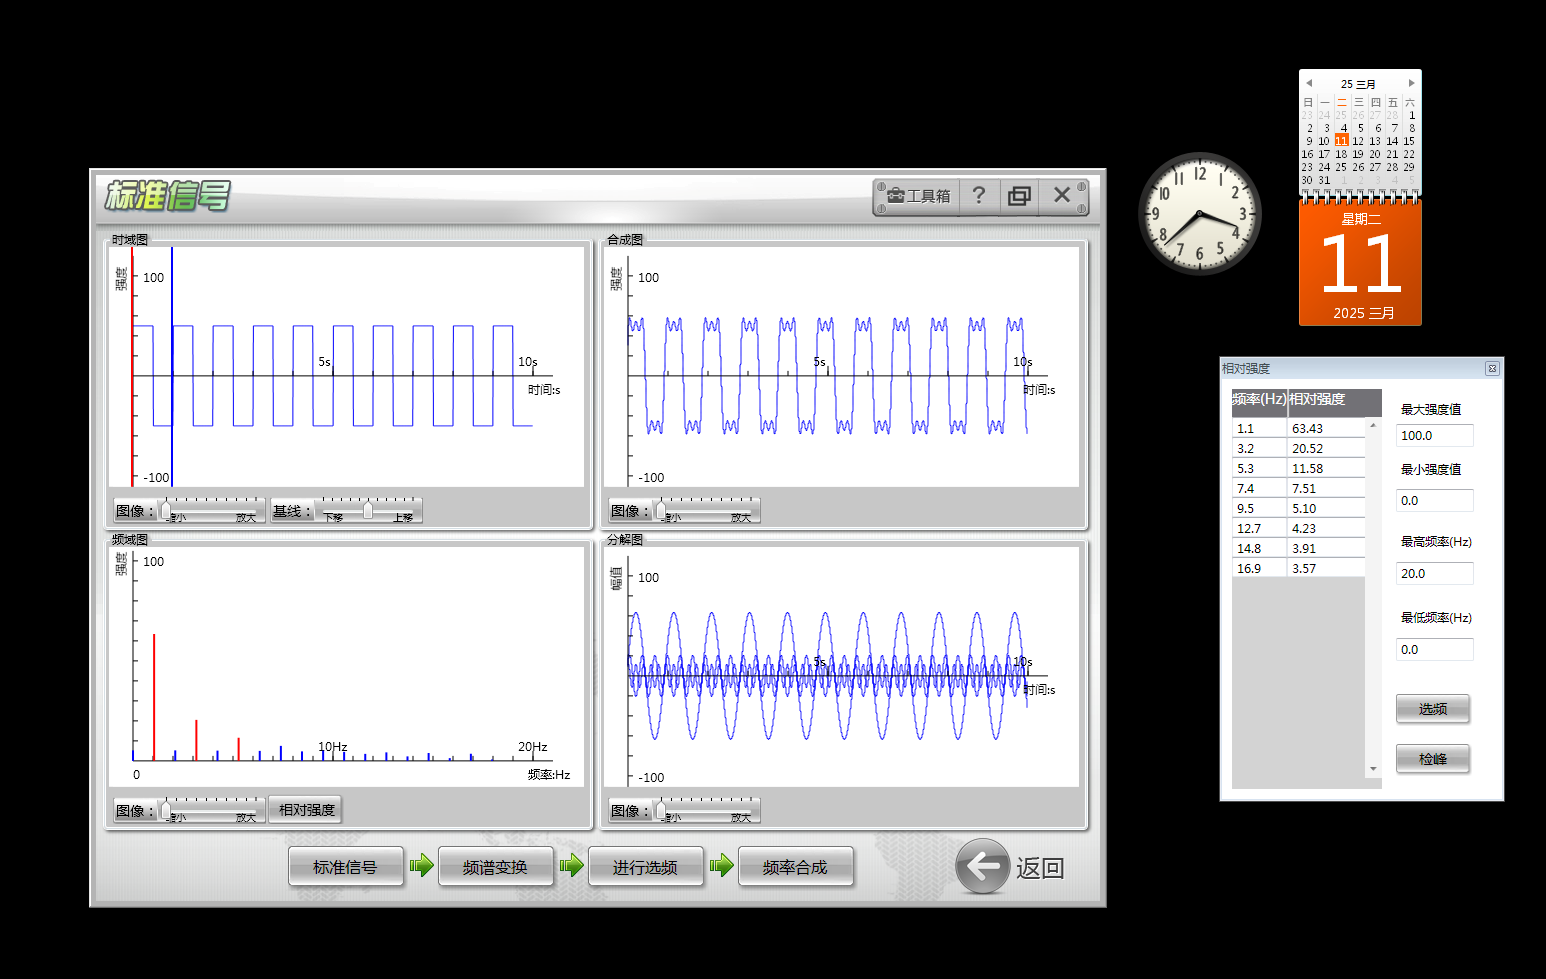 标准信号
工具箱
?
时域图
强度
100
5s
10s
时间:s
-100
图像：
缩小
放大
基线：
下移
上移
合成图
强度
100
5s
10s
时间:s
-100
图像：
缩小
放大
频域图
强度
100
10Hz
20Hz
0
频率:Hz
图像：
缩小
放大
相对强度
分解图
幅值
100
5s
10s
时间:s
-100
图像：
缩小
放大
标准信号
频谱变换
进行选频
频率合成
返回
12
1
2
3
4
5
6
7
8
9
10
11
25 三月
日 一 二 三 四 五 六
23 24 25 26 27 28 1
2 3 4 5 6 7 8
9 10 11 12 13 14 15
16 17 18 19 20 21 22
23 24 25 26 27 28 29
30 31 1 2 3 4 5
星期二
11
2025 三月
相对强度
频率(Hz) 相对强度
1.1 63.43
3.2 20.52
5.3 11.58
7.4 7.51
9.5 5.10
12.7 4.23
14.8 3.91
16.9 3.57
最大强度值
100.0
最小强度值
0.0
最高频率(Hz)
20.0
最低频率(Hz)
0.0
选频
检峰